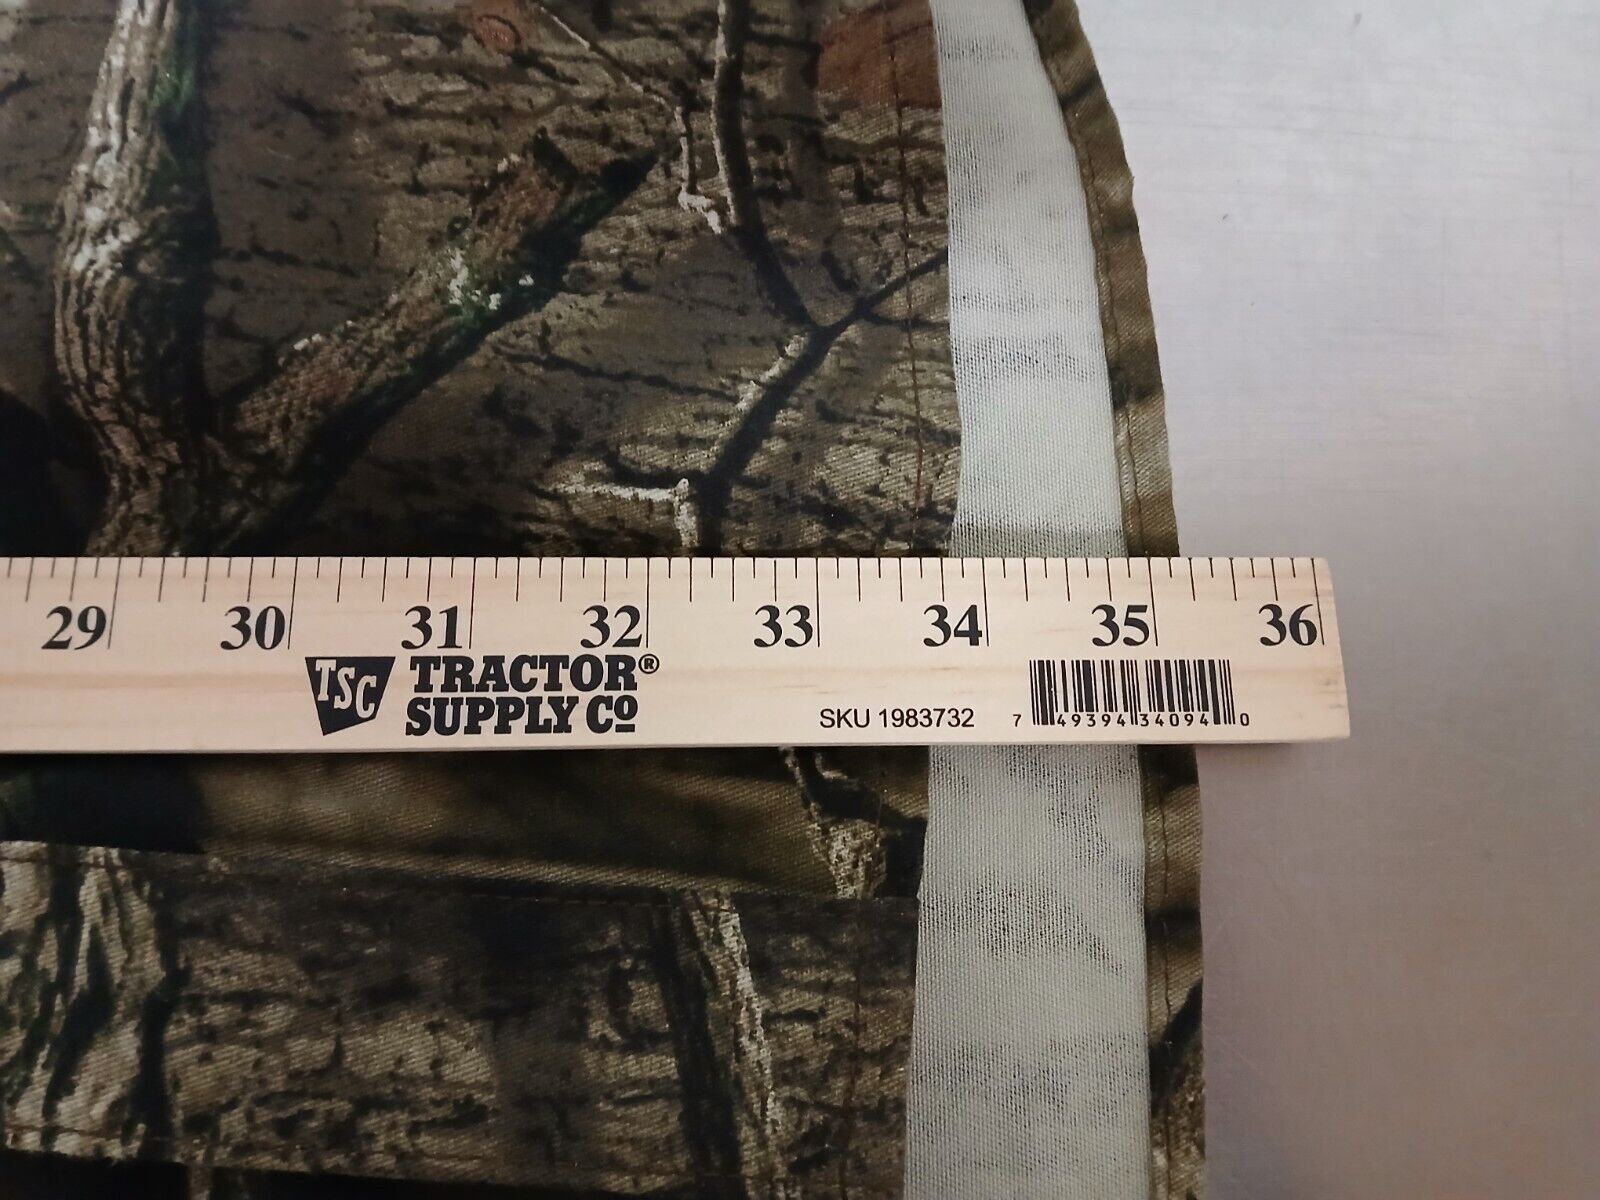 29 30 31 32 33 34 35 36
TSC TRACTOR®
SUPPLY Co
SKU 1983732
7 49394 34094 0